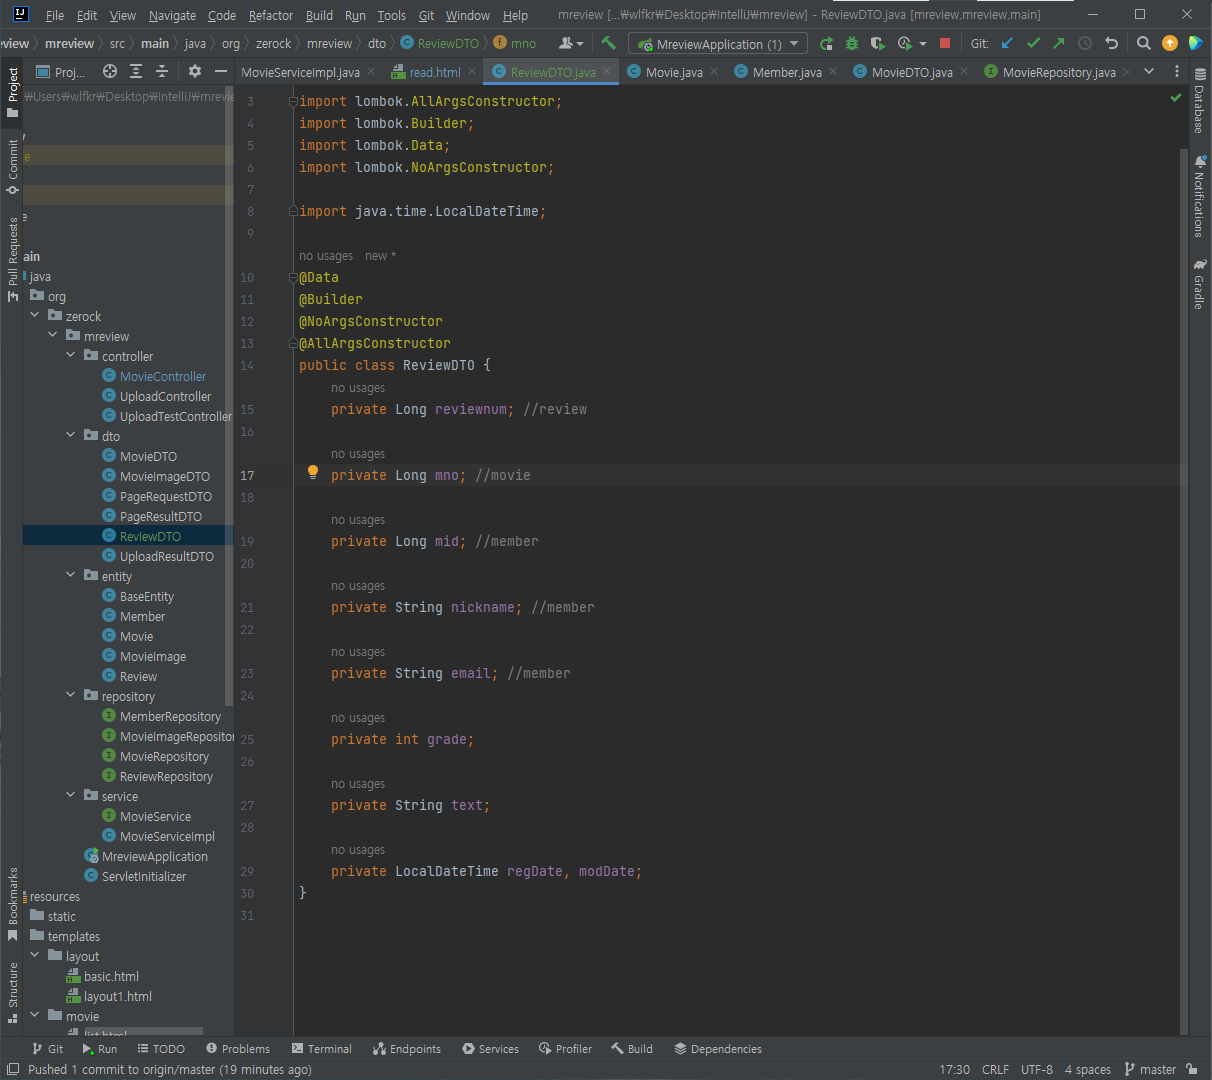 File Edit View Navigate Code Refactor Build Run Tools Git Window Help mreview [...₩wlfkr₩Desktop₩IntelliJ₩mreview] - ReviewDTO.java [mreview.mreview.main]
eview mreview src main java org zerock mreview dto ReviewDTO mno MreviewApplication (1) Git:
Proj... MovieServiceImpl.java read.html ReviewDTO.java Movie.java Member.java MovieDTO.java MovieRepository.java
₩Users₩wlfkr₩Desktop₩IntelliJ₩mrevie
e
e
ain
java
org
zerock
mreview
controller
MovieController
UploadController
UploadTestController
dto
MovieDTO
MovieImageDTO
PageRequestDTO
PageResultDTO
ReviewDTO
UploadResultDTO
entity
BaseEntity
Member
Movie
MovieImage
Review
repository
MemberRepository
MovieImageRepositor
MovieRepository
ReviewRepository
service
MovieService
MovieServiceImpl
MreviewApplication
ServletInitializer
resources
static
templates
layout
basic.html
layout1.html
movie
list.html
Project
Commit
Pull Requests
Bookmarks
Structure
3 import lombok.AllArgsConstructor;
4 import lombok.Builder;
5 import lombok.Data;
6 import lombok.NoArgsConstructor;
7
8 import java.time.LocalDateTime;
9
no usages new *
10 @Data
11 @Builder
12 @NoArgsConstructor
13 @AllArgsConstructor
14 public class ReviewDTO {
no usages
15 private Long reviewnum; //review
16
no usages
17 private Long mno; //movie
18
no usages
19 private Long mid; //member
20
no usages
21 private String nickname; //member
22
no usages
23 private String email; //member
24
no usages
25 private int grade;
26
no usages
27 private String text;
28
no usages
29 private LocalDateTime regDate, modDate;
30 }
31
Database
Notifications
Gradle
Git Run TODO Problems Terminal Endpoints Services Profiler Build Dependencies
Pushed 1 commit to origin/master (19 minutes ago) 17:30 CRLF UTF-8 4 spaces master